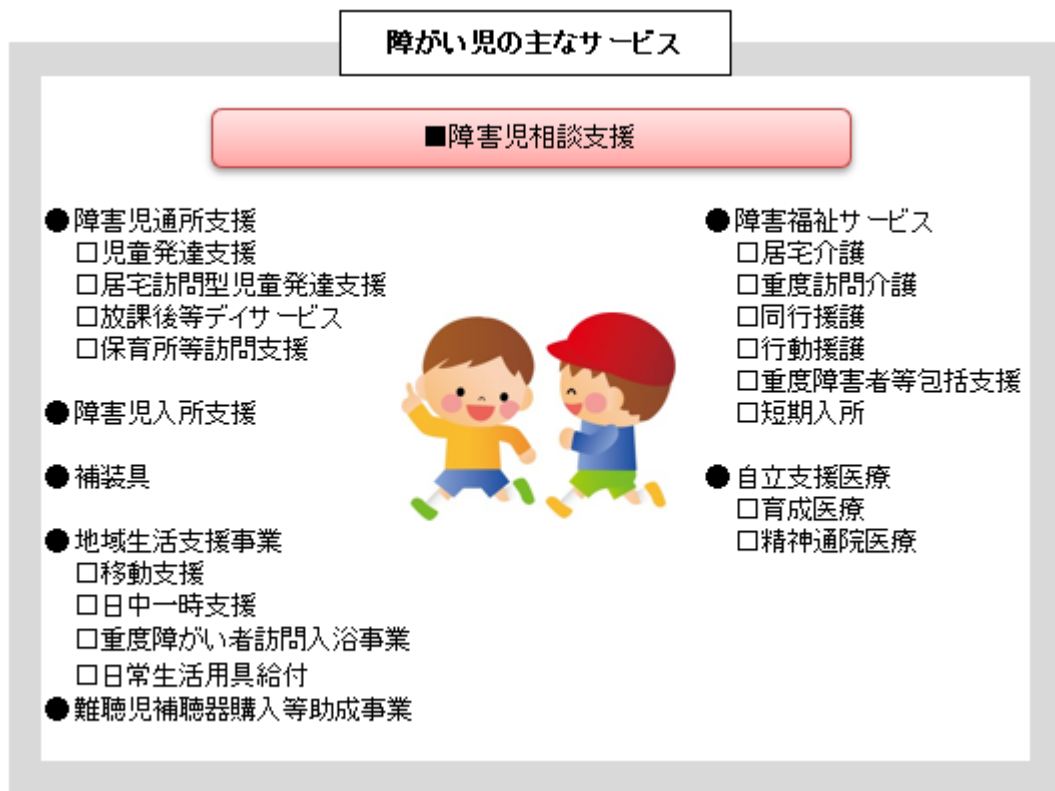 障がい児の主なサービス
■障害児相談支援
●障害児通所支援
□児童発達支援
□居宅訪問型児童発達支援
□放課後等デイサービス
□保育所等訪問支援
●障害児入所支援
●補装具
●地域生活支援事業
□移動支援
□日中一時支援
□重度障がい者訪問入浴事業
□日常生活用具給付
●難聴児補聴器購入等助成事業
●障害福祉サービス
□居宅介護
□重度訪問介護
□同行援護
□行動援護
□重度障害者等包括支援
□短期入所
●自立支援医療
□育成医療
□精神通院医療